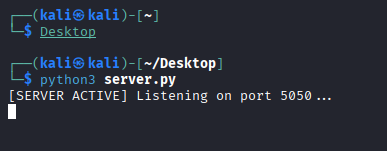 ┌──(kali㉿kali)-[~]
└─$ Desktop
┌──(kali㉿kali)-[~/Desktop]
└─$ python3 server.py
[SERVER ACTIVE] Listening on port 5050...